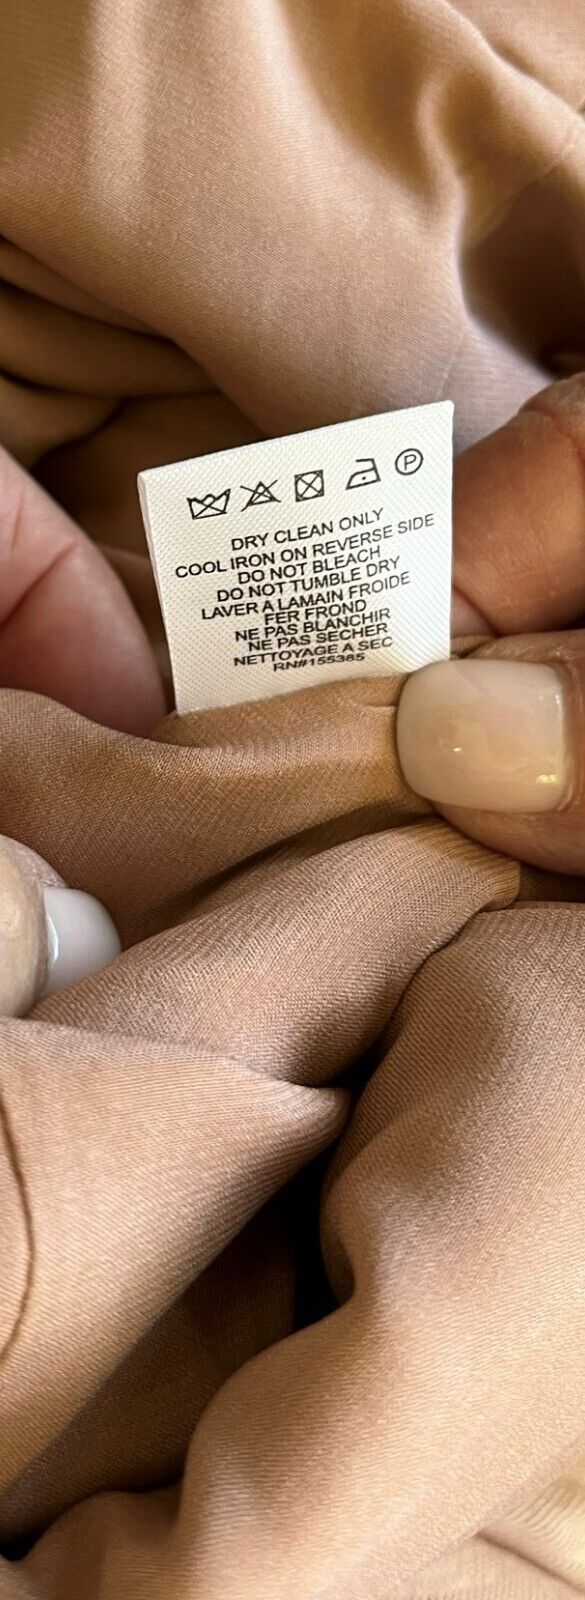 P
DRY CLEAN ONLY
COOL IRON ON REVERSE SIDE
DO NOT BLEACH
DO NOT TUMBLE DRY
LAVER A LAMAIN FROIDE
FER FROND
NE PAS BLANCHIR
NE PAS SECHER
NETTOYAGE A SEC
RN#155385